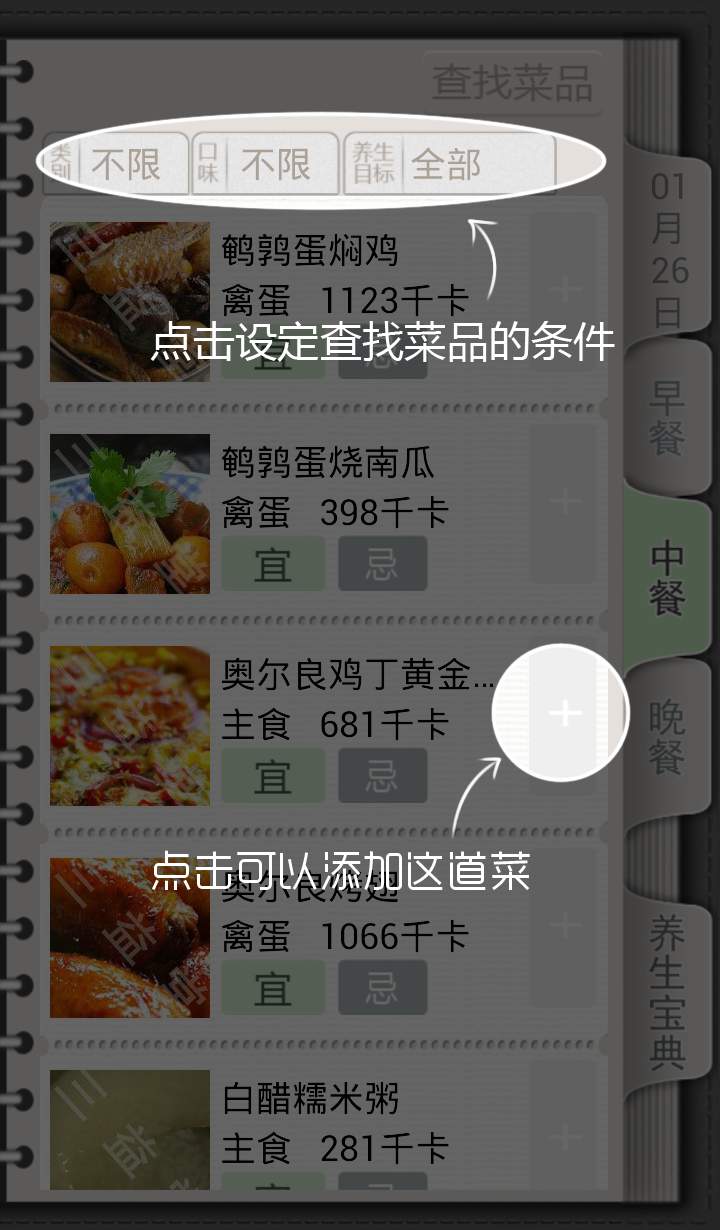 查找菜品
类别 不限 口味 不限 养生目标 全部
01月26日
鹌鹑蛋焖鸡
禽蛋 1123千卡
点击设定查找菜品的条件
宜 忌
早餐
鹌鹑蛋烧南瓜
禽蛋 398千卡
宜 忌
中餐
奥尔良鸡丁黄金...
主食 681千卡
+
宜 忌
晚餐
点击可以添加这道菜
奥尔良烤翅
禽蛋 1066千卡
宜 忌
养生宝典
白醋糯米粥
主食 281千卡
宜 忌